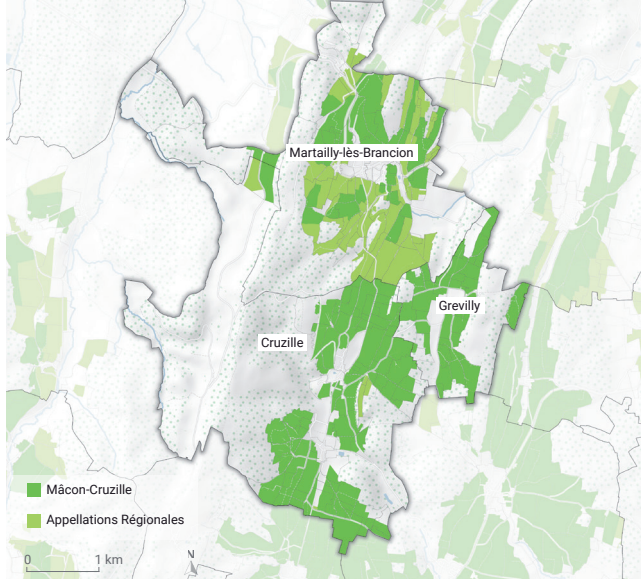 Martailly-lès-Brancion
Grevilly
Cruzille
Mâcon-Cruzille
Appellations Régionales
0 1 km
N